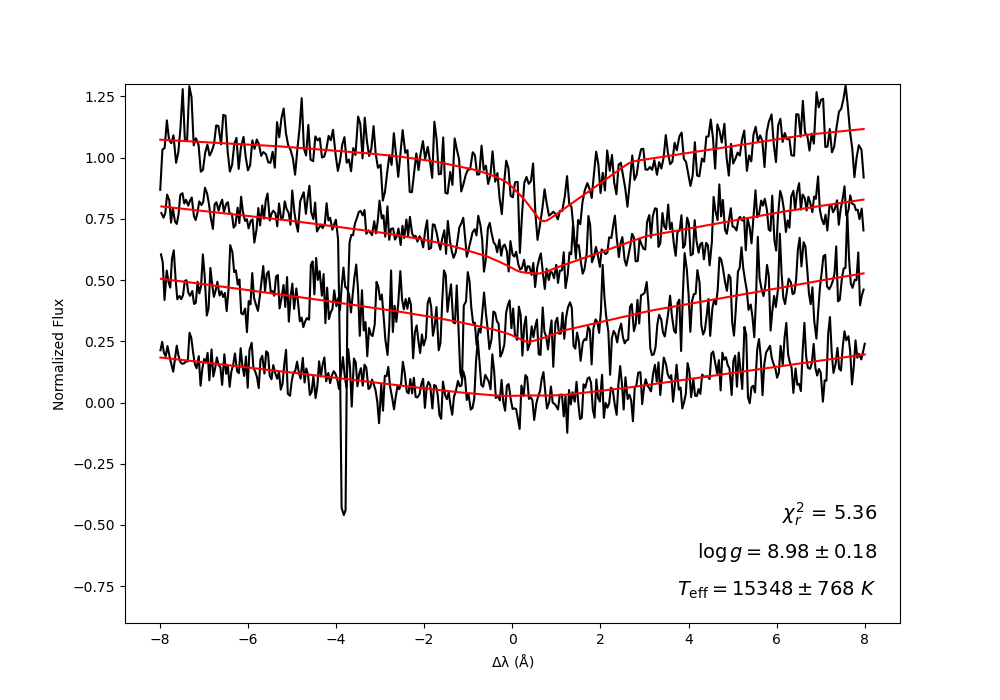 1.25
1.00
0.75
0.50
0.25
0.00
−0.25
−0.50
−0.75
Normalized Flux
χ²ᵣ = 5.36
log g = 8.98 ± 0.18
T_eff = 15348 ± 768 K
−8 −6 −4 −2 0 2 4 6 8
Δλ (Å)